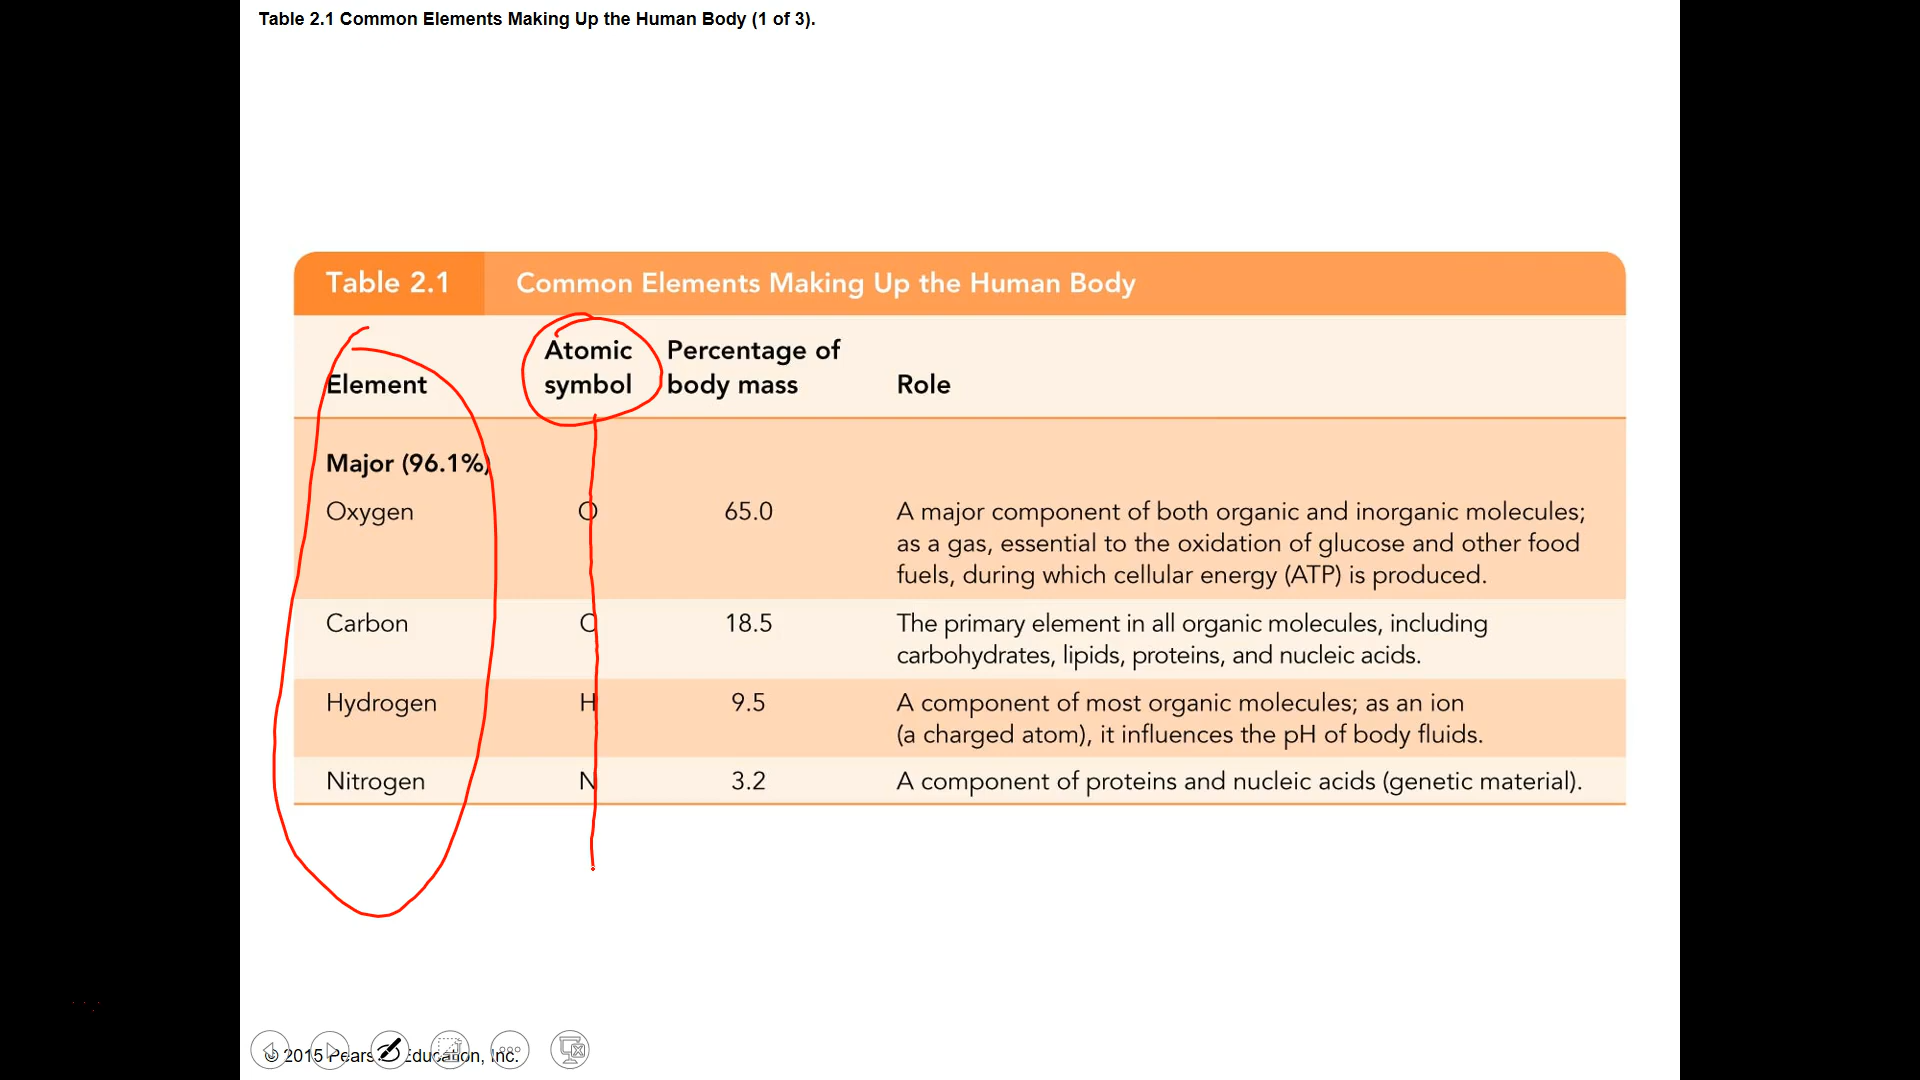 Table 2.1 Common Elements Making Up the Human Body (1 of 3).
Table 2.1 Common Elements Making Up the Human Body
Element Atomic symbol Percentage of body mass Role
Major (96.1%)
Oxygen O 65.0 A major component of both organic and inorganic molecules;
as a gas, essential to the oxidation of glucose and other food
fuels, during which cellular energy (ATP) is produced.
Carbon C 18.5 The primary element in all organic molecules, including
carbohydrates, lipids, proteins, and nucleic acids.
Hydrogen H 9.5 A component of most organic molecules; as an ion
(a charged atom), it influences the pH of body fluids.
Nitrogen N 3.2 A component of proteins and nucleic acids (genetic material).
© 2015 Pearson Education, Inc.